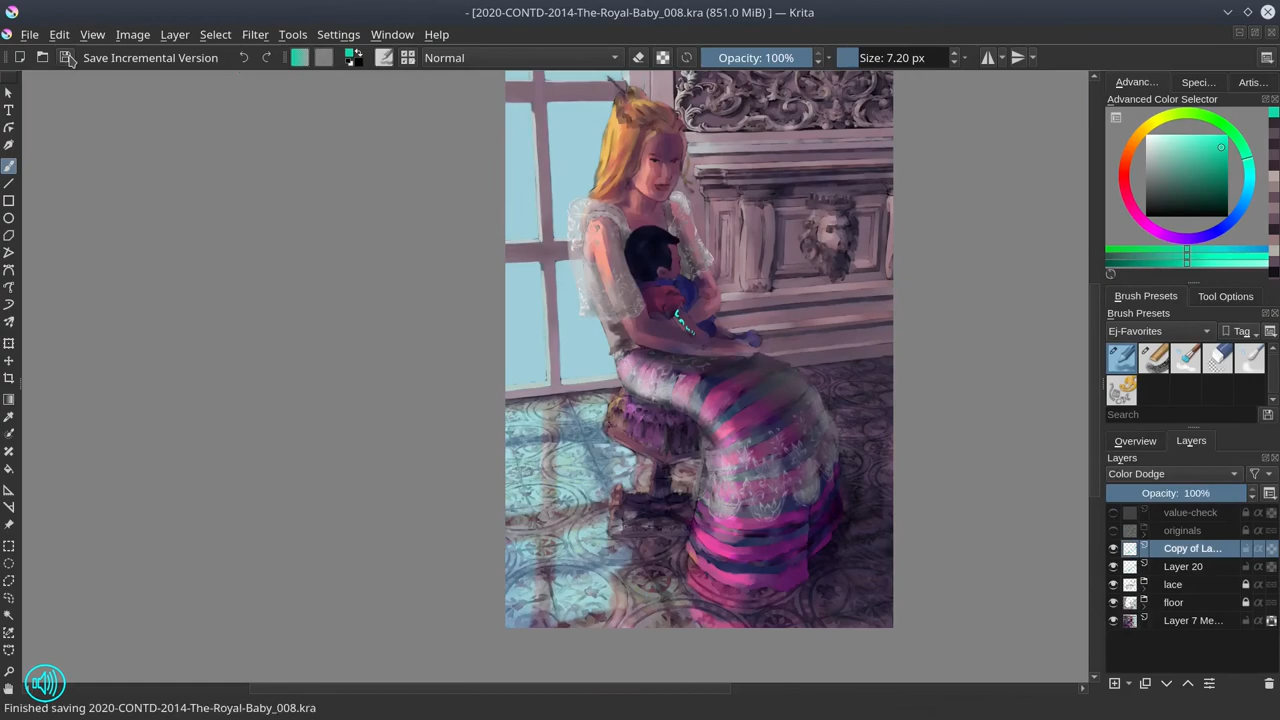 - [2020-CONTD-2014-The-Royal-Baby_008.kra (851.0 MiB) ] — Krita
File Edit View Image Layer Select Filter Tools Settings Window Help
Save Incremental Version Normal Opacity: 100% Size: 7.20 px
Advanc... Speci... Artis...
Advanced Color Selector
Brush Presets Tool Options
Brush Presets
Ej-Favorites Tag
Search
Overview Layers
Layers
Color Dodge
Opacity: 100%
value-check
originals
Copy of La...
Layer 20
lace
floor
Layer 7 Me...
Finished saving 2020-CONTD-2014-The-Royal-Baby_008.kra